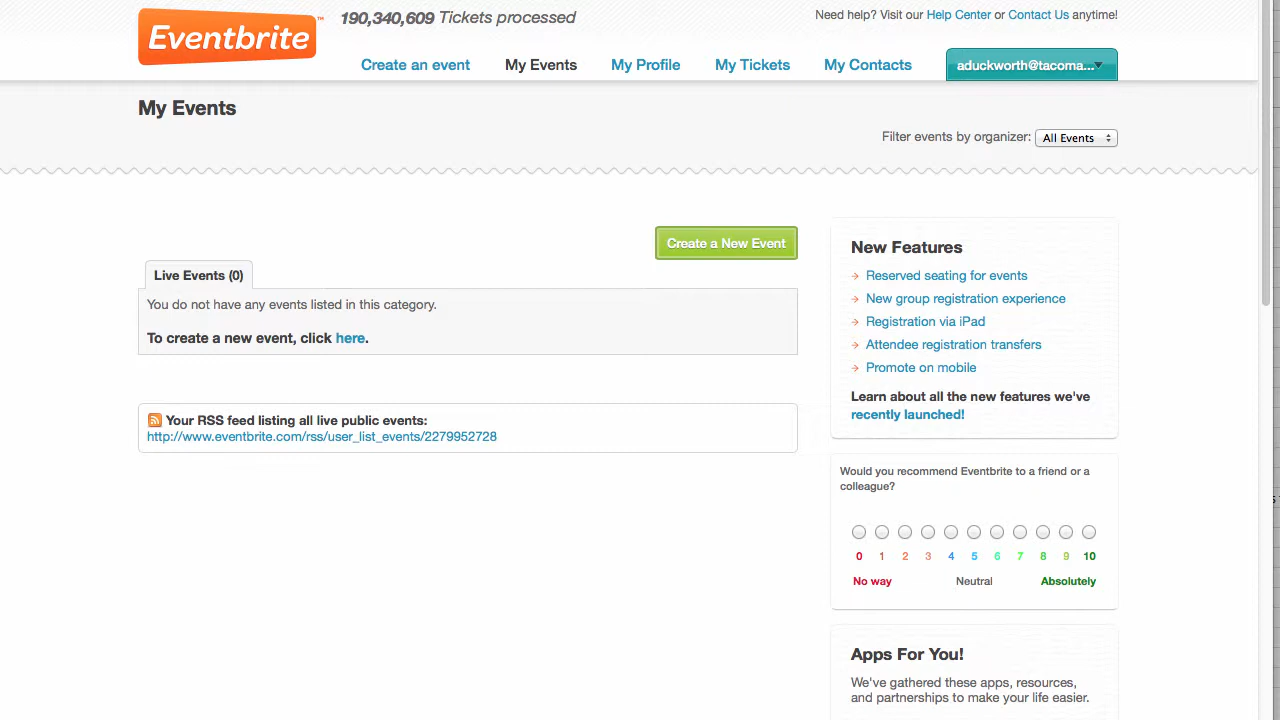 Eventbrite™
190,340,609 Tickets processed
Need help? Visit our Help Center or Contact Us anytime!
Create an event My Events My Profile My Tickets My Contacts aduckworth@tacoma...
My Events
Filter events by organizer: All Events
Create a New Event
Live Events (0)
You do not have any events listed in this category.
To create a new event, click here.
Your RSS feed listing all live public events:
http://www.eventbrite.com/rss/user_list_events/2279952728
New Features
Reserved seating for events
New group registration experience
Registration via iPad
Attendee registration transfers
Promote on mobile
Learn about all the new features we've
recently launched!
Would you recommend Eventbrite to a friend or a
colleague?
0 1 2 3 4 5 6 7 8 9 10
No way Neutral Absolutely
Apps For You!
We've gathered these apps, resources,
and partnerships to make your life easier.